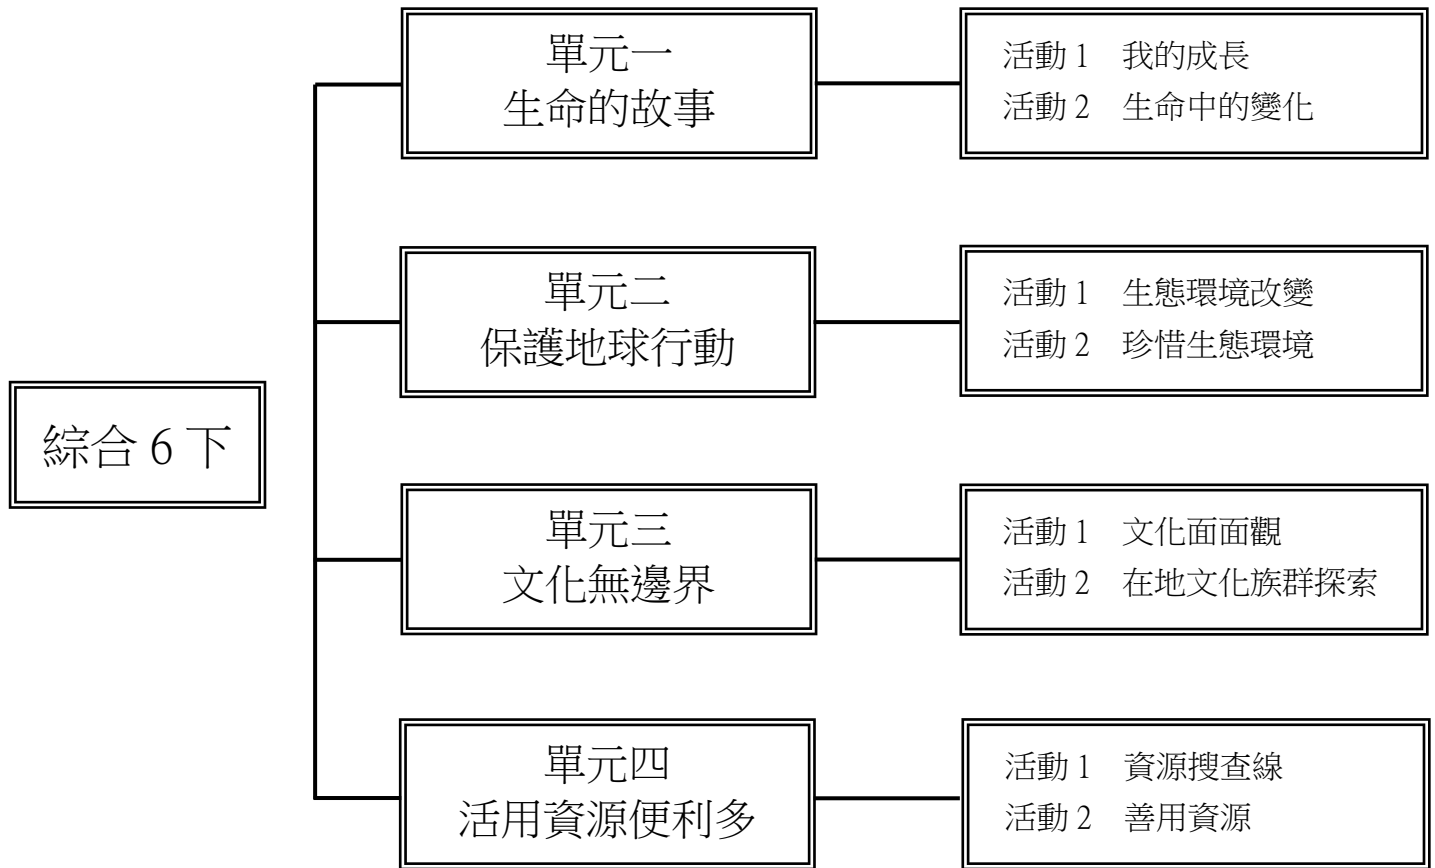 綜合6下
單元一
生命的故事
活動1　我的成長
活動2　生命中的變化
單元二
保護地球行動
活動1　生態環境改變
活動2　珍惜生態環境
單元三
文化無邊界
活動1　文化面面觀
活動2　在地文化族群探索
單元四
活用資源便利多
活動1　資源搜查線
活動2　善用資源